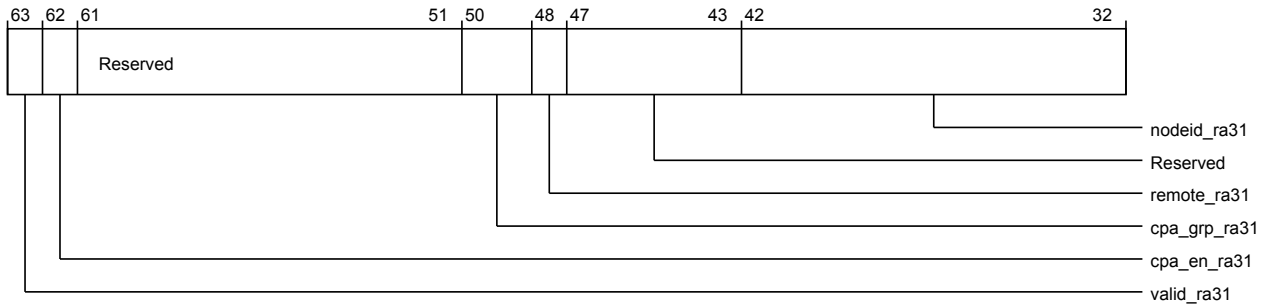 63 62 61 51 50 48 47 43 42 32
Reserved
nodeid_ra31
Reserved
remote_ra31
cpa_grp_ra31
cpa_en_ra31
valid_ra31